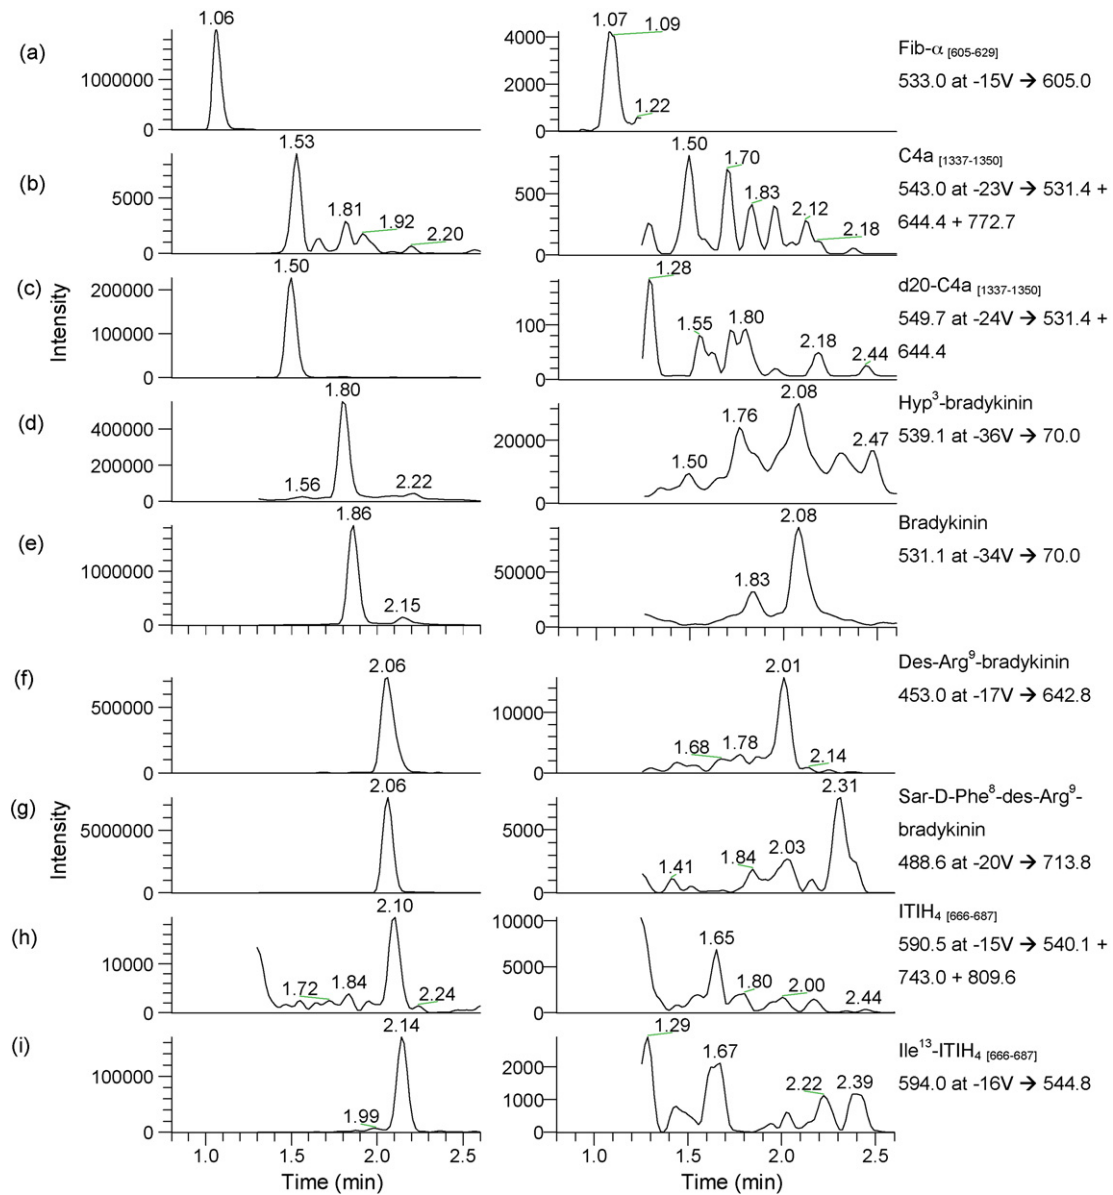 (a)
1.06
1000000
0
1.07
1.09
1.22
4000
2000
0
Fib-α [605-629]
533.0 at -15V → 605.0
(b)
1.53
1.81
1.92
2.20
5000
0
1.50
1.70
1.83
2.12
2.18
500
0
C4a [1337-1350]
543.0 at -23V → 531.4 +
644.4 + 772.7
(c)
1.50
200000
100000
0
1.28
1.55
1.80
2.18
2.44
100
0
d20-C4a [1337-1350]
549.7 at -24V → 531.4 +
644.4
Intensity
(d)
1.80
1.56
2.22
400000
200000
0
2.08
1.76
1.50
2.47
20000
0
Hyp³-bradykinin
539.1 at -36V → 70.0
(e)
1.86
2.15
1000000
0
2.08
1.83
50000
0
Bradykinin
531.1 at -34V → 70.0
(f)
2.06
500000
0
2.01
1.68
1.78
2.14
10000
0
Des-Arg⁹-bradykinin
453.0 at -17V → 642.8
(g)
2.06
5000000
0
2.31
1.41
1.84
2.03
5000
0
Sar-D-Phe⁸-des-Arg⁹-
bradykinin
488.6 at -20V → 713.8
Intensity
(h)
2.10
1.72
1.84
2.24
10000
0
1.65
1.80
2.00
2.44
10000
5000
0
ITIH₄ [666-687]
590.5 at -15V → 540.1 +
743.0 + 809.6
(i)
2.14
1.99
100000
0
1.29
1.67
2.22
2.39
2000
1000
0
Ile¹³-ITIH₄ [666-687]
594.0 at -16V → 544.8
1.0 1.5 2.0 2.5
1.0 1.5 2.0 2.5
Time (min)
Time (min)